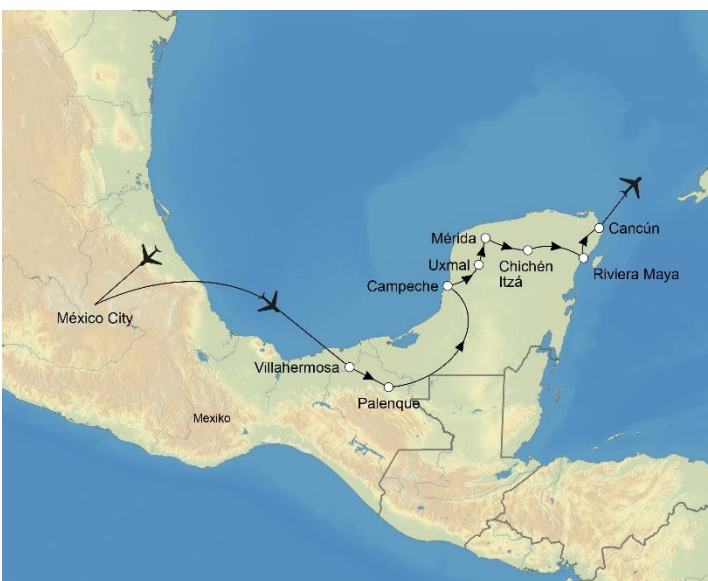 Cancún
Mérida
Uxmal
Chichén
Itzá
Riviera Maya
Campeche
México City
Villahermosa
Palenque
Mexiko